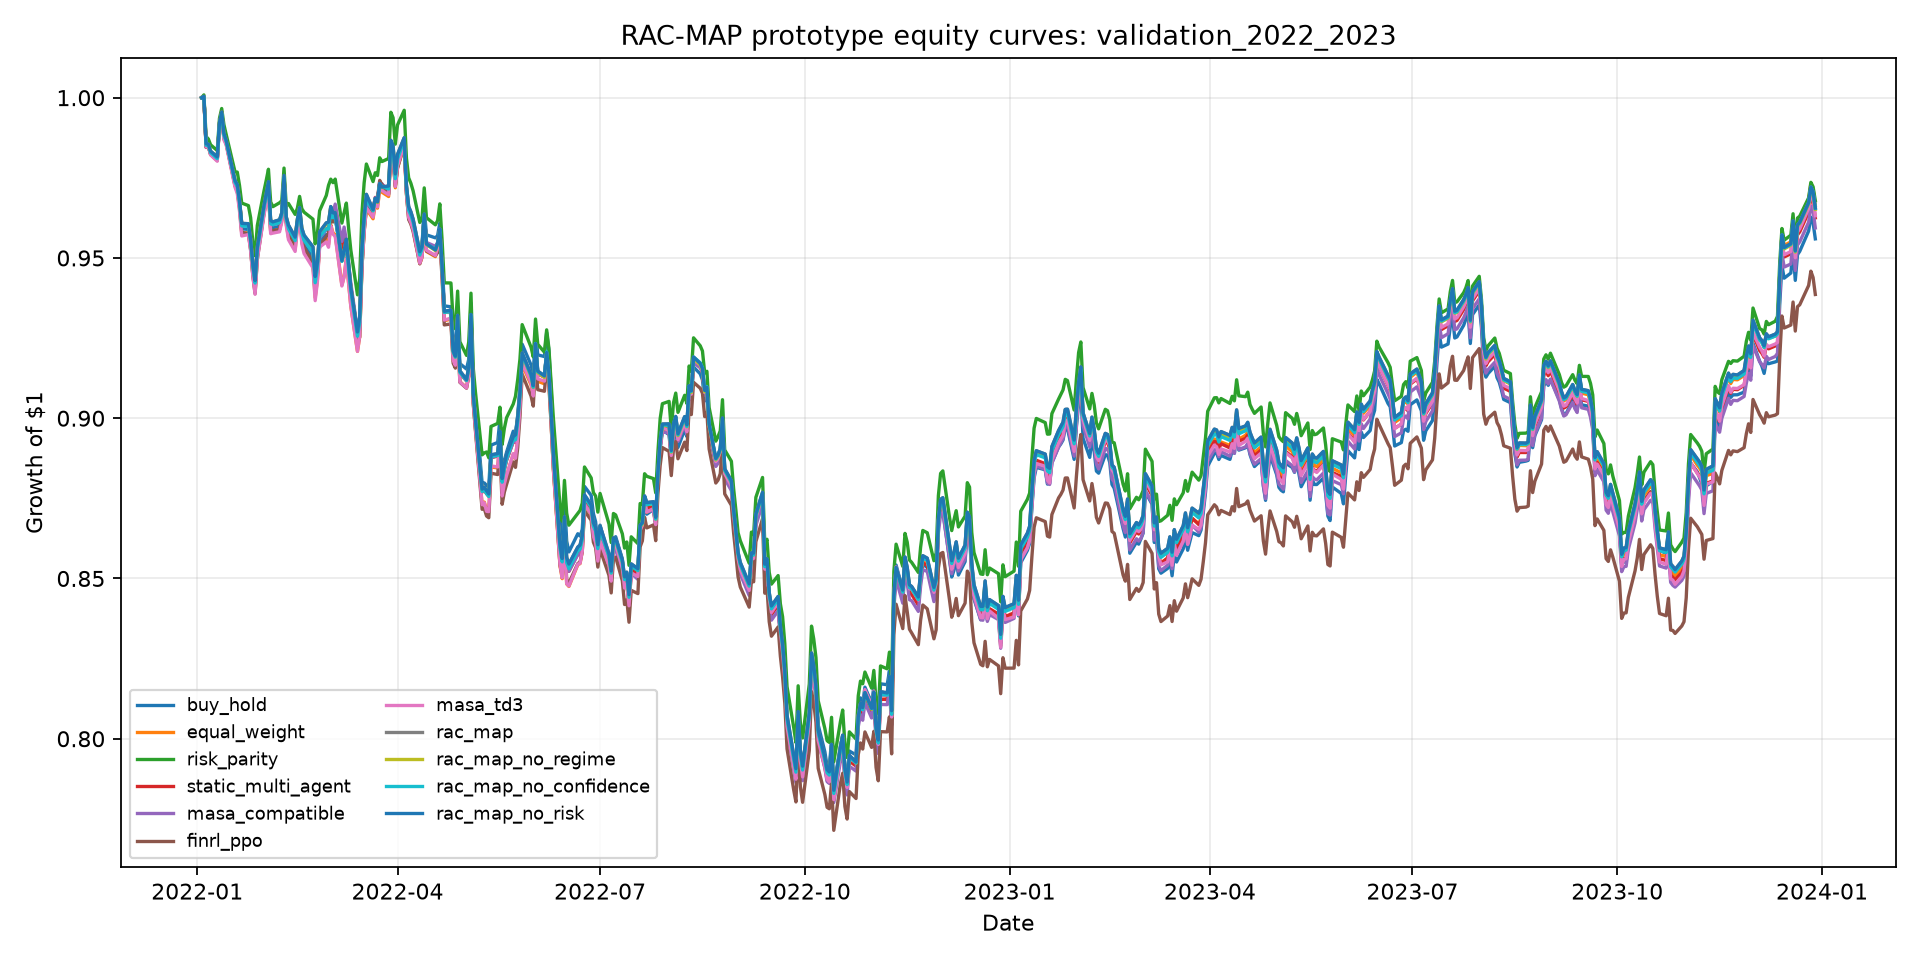 RAC-MAP prototype equity curves: validation_2022_2023
Growth of $1
1.00
0.95
0.90
0.85
0.80
buy_hold
equal_weight
risk_parity
static_multi_agent
masa_compatible
finrl_ppo
masa_td3
rac_map
rac_map_no_regime
rac_map_no_confidence
rac_map_no_risk
2022-01
2022-04
2022-07
2022-10
2023-01
2023-04
2023-07
2023-10
2024-01
Date